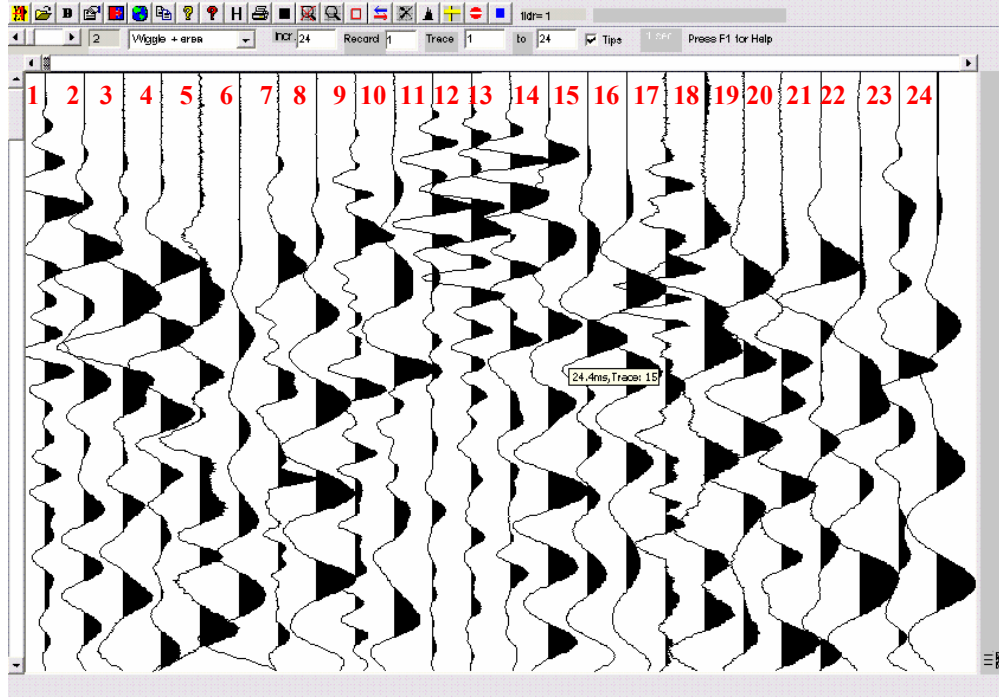 B ? ? H fldr= 1
2 Wiggle + area Incr. 24 Record 1 Trace 1 to 24 Tips 1 sec Press F1 for Help
1 2 3 4 5 6 7 8 9 10 11 12 13 14 15 16 17 18 19 20 21 22 23 24
24.4ms,Trace: 15